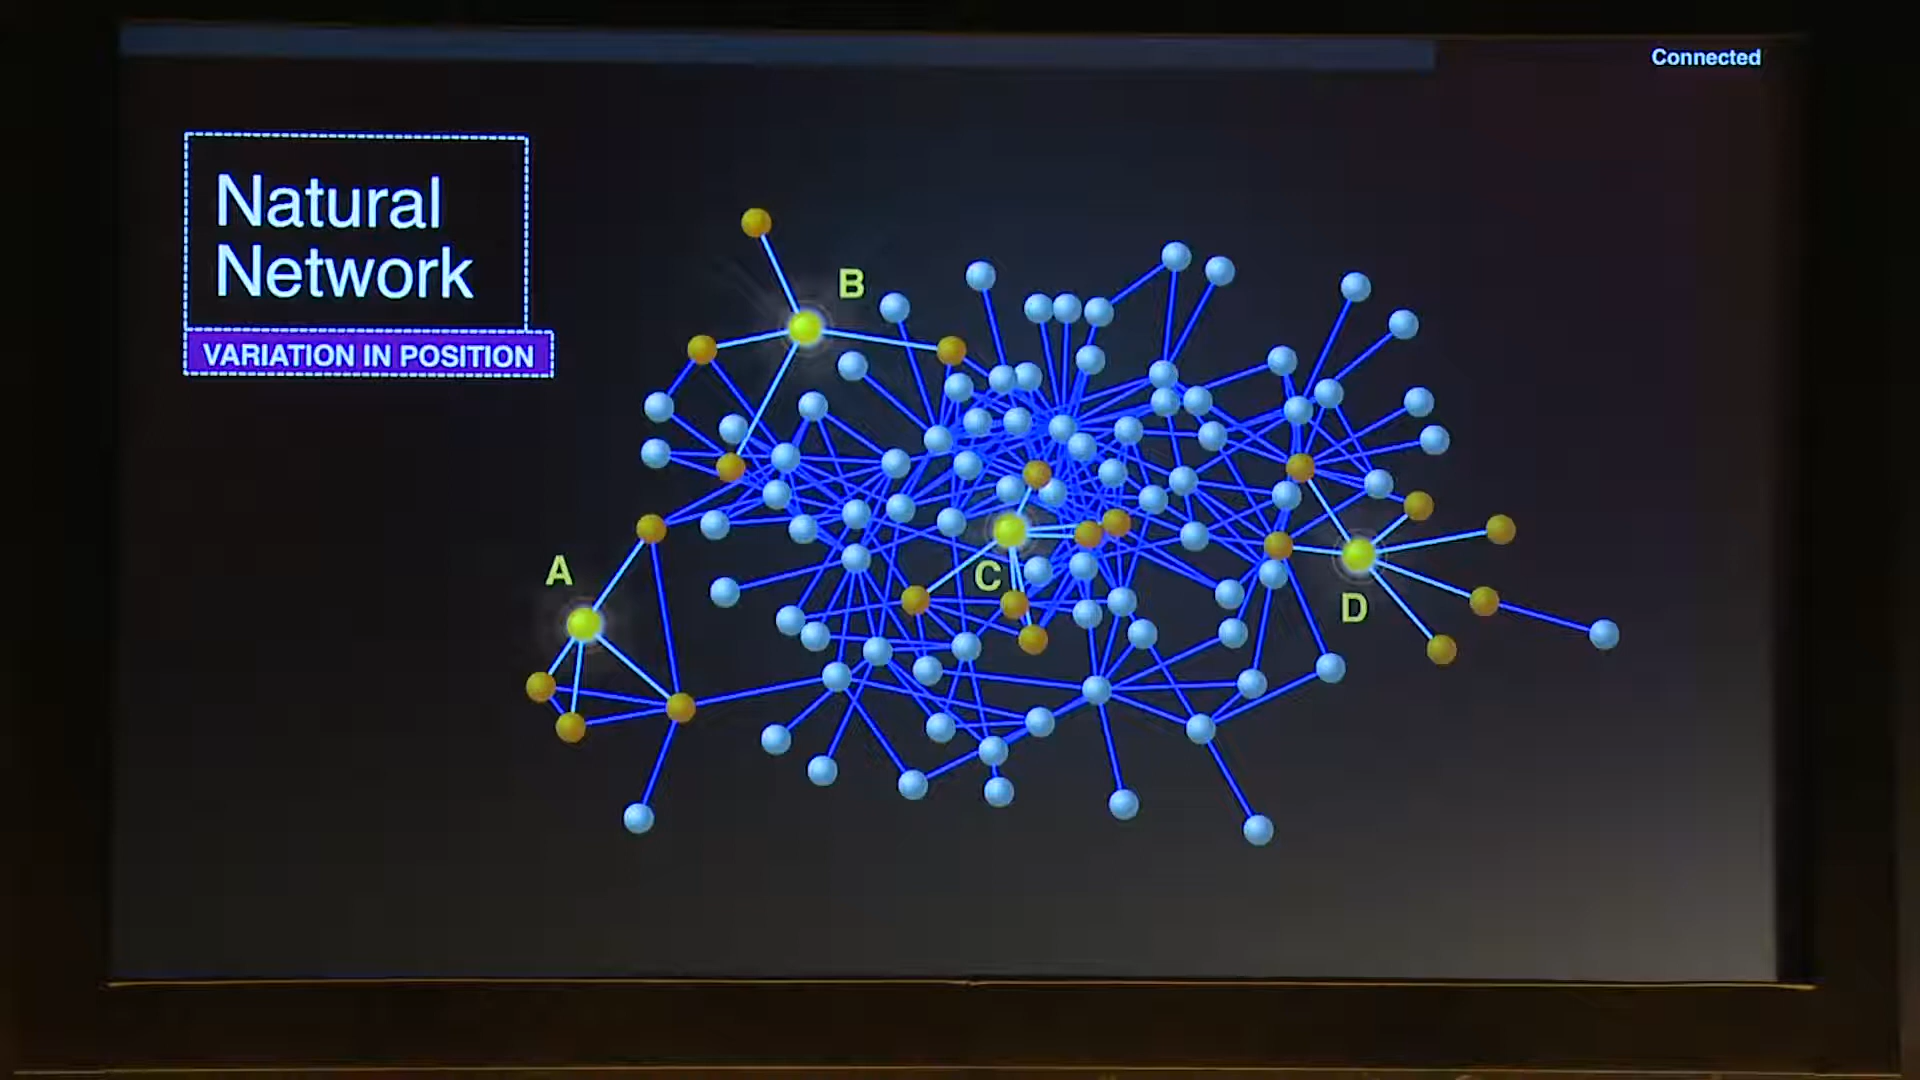 Connected
Natural
Network
VARIATION IN POSITION
B
A
C
D